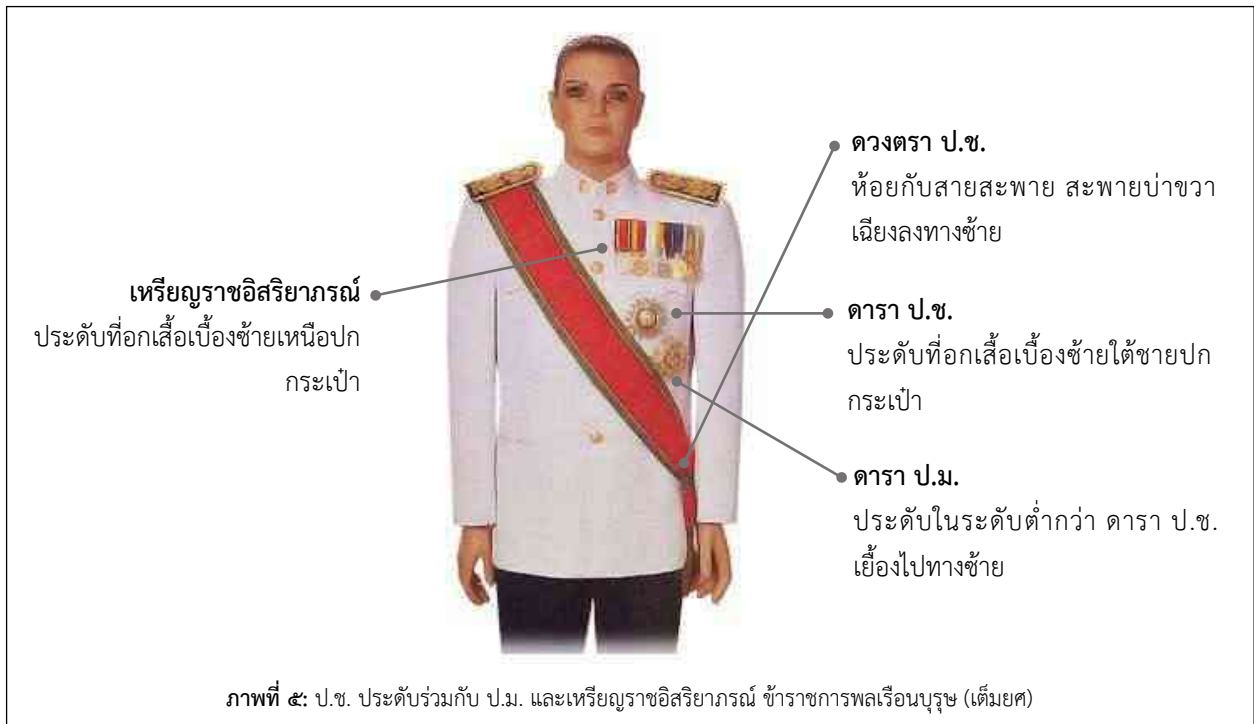 ดวงตรา ป.ช.
ห้อยกับสายสะพาย สะพายบ่าขวา
เฉียงลงทางซ้าย
เหรียญราชอิสริยาภรณ์
ประดับที่อกเสื้อเบื้องซ้ายเหนือปก
กระเป๋า
ดารา ป.ช.
ประดับที่อกเสื้อเบื้องซ้ายใต้ชายปก
กระเป๋า
ดารา ป.ม.
ประดับในระดับต่ำกว่า ดารา ป.ช.
เยื้องไปทางซ้าย
ภาพที่ ๕: ป.ช. ประดับร่วมกับ ป.ม. และเหรียญราชอิสริยาภรณ์ ข้าราชการพลเรือนบุรุษ (เต็มยศ)